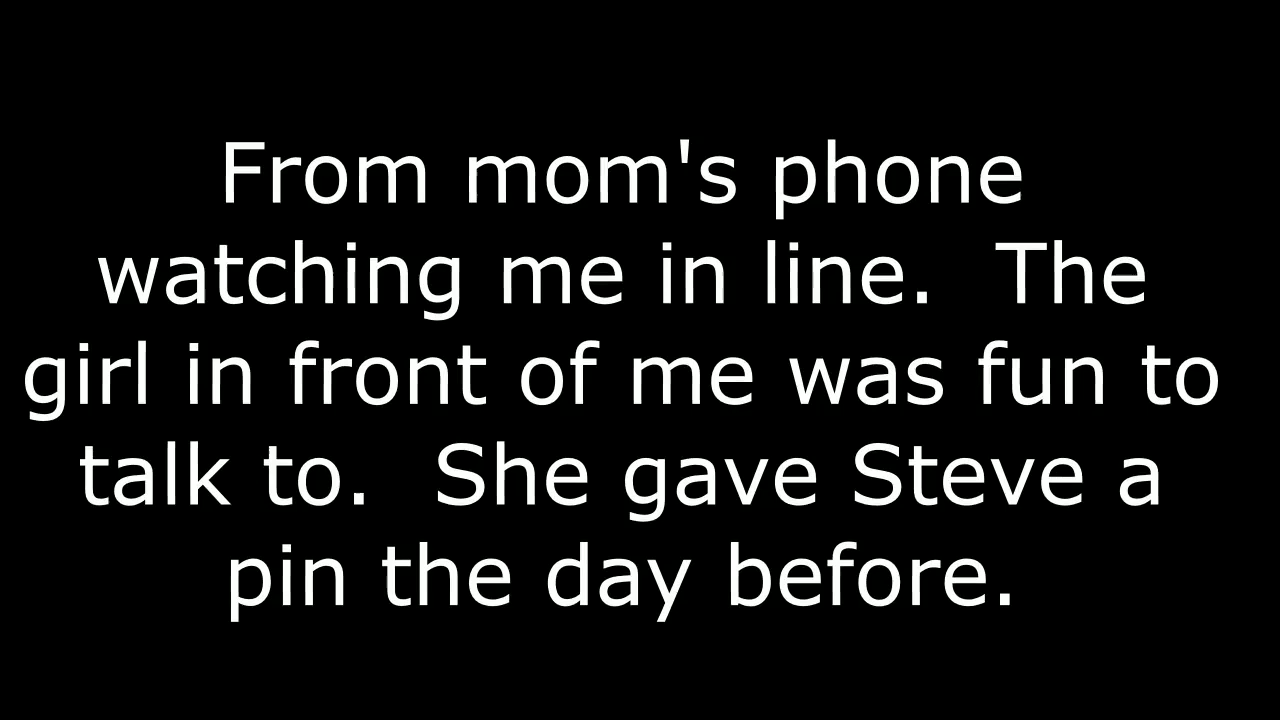 From mom's phone
watching me in line.  The
girl in front of me was fun to
talk to.  She gave Steve a
pin the day before.